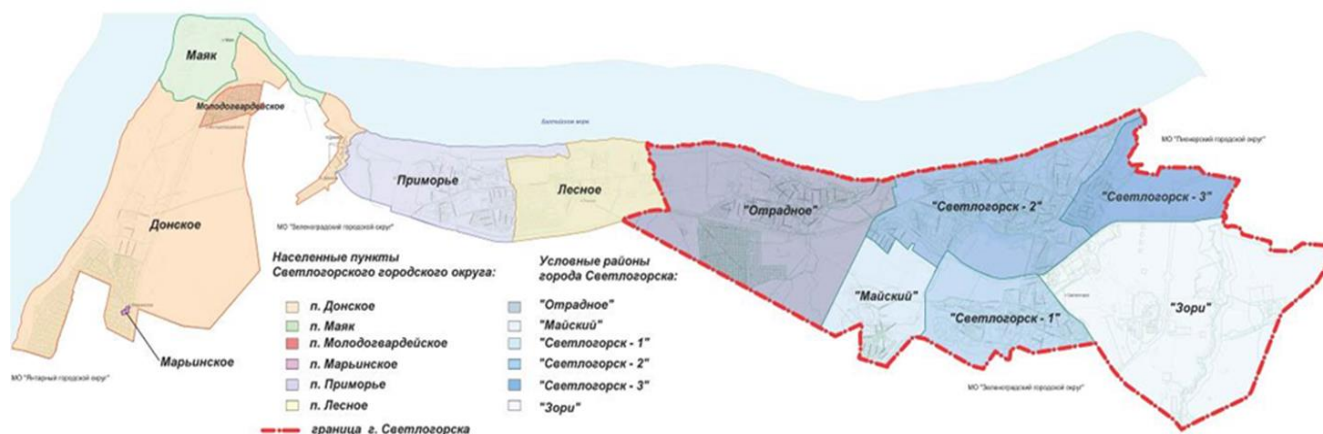 Маяк
Молодогвардейское
Донское
Марьинское
МО "Янтарный городской округ"
МО "Зеленоградский городской округ"
Балтийское море
Приморье
Лесное
"Отрадное"
"Светлогорск - 2"
МО "Пионерский городской округ"
"Светлогорск - 3"
"Майский"
"Светлогорск - 1"
"Зори"
МО "Зеленоградский городской округ"
Населенные пункты
Светлогорского городского округа:
п. Донское
п. Маяк
п. Молодогвардейское
п. Марьинское
п. Приморье
п. Лесное
граница г. Светлогорска
Условные районы
города Светлогорска:
"Отрадное"
"Майский"
"Светлогорск - 1"
"Светлогорск - 2"
"Светлогорск - 3"
"Зори"